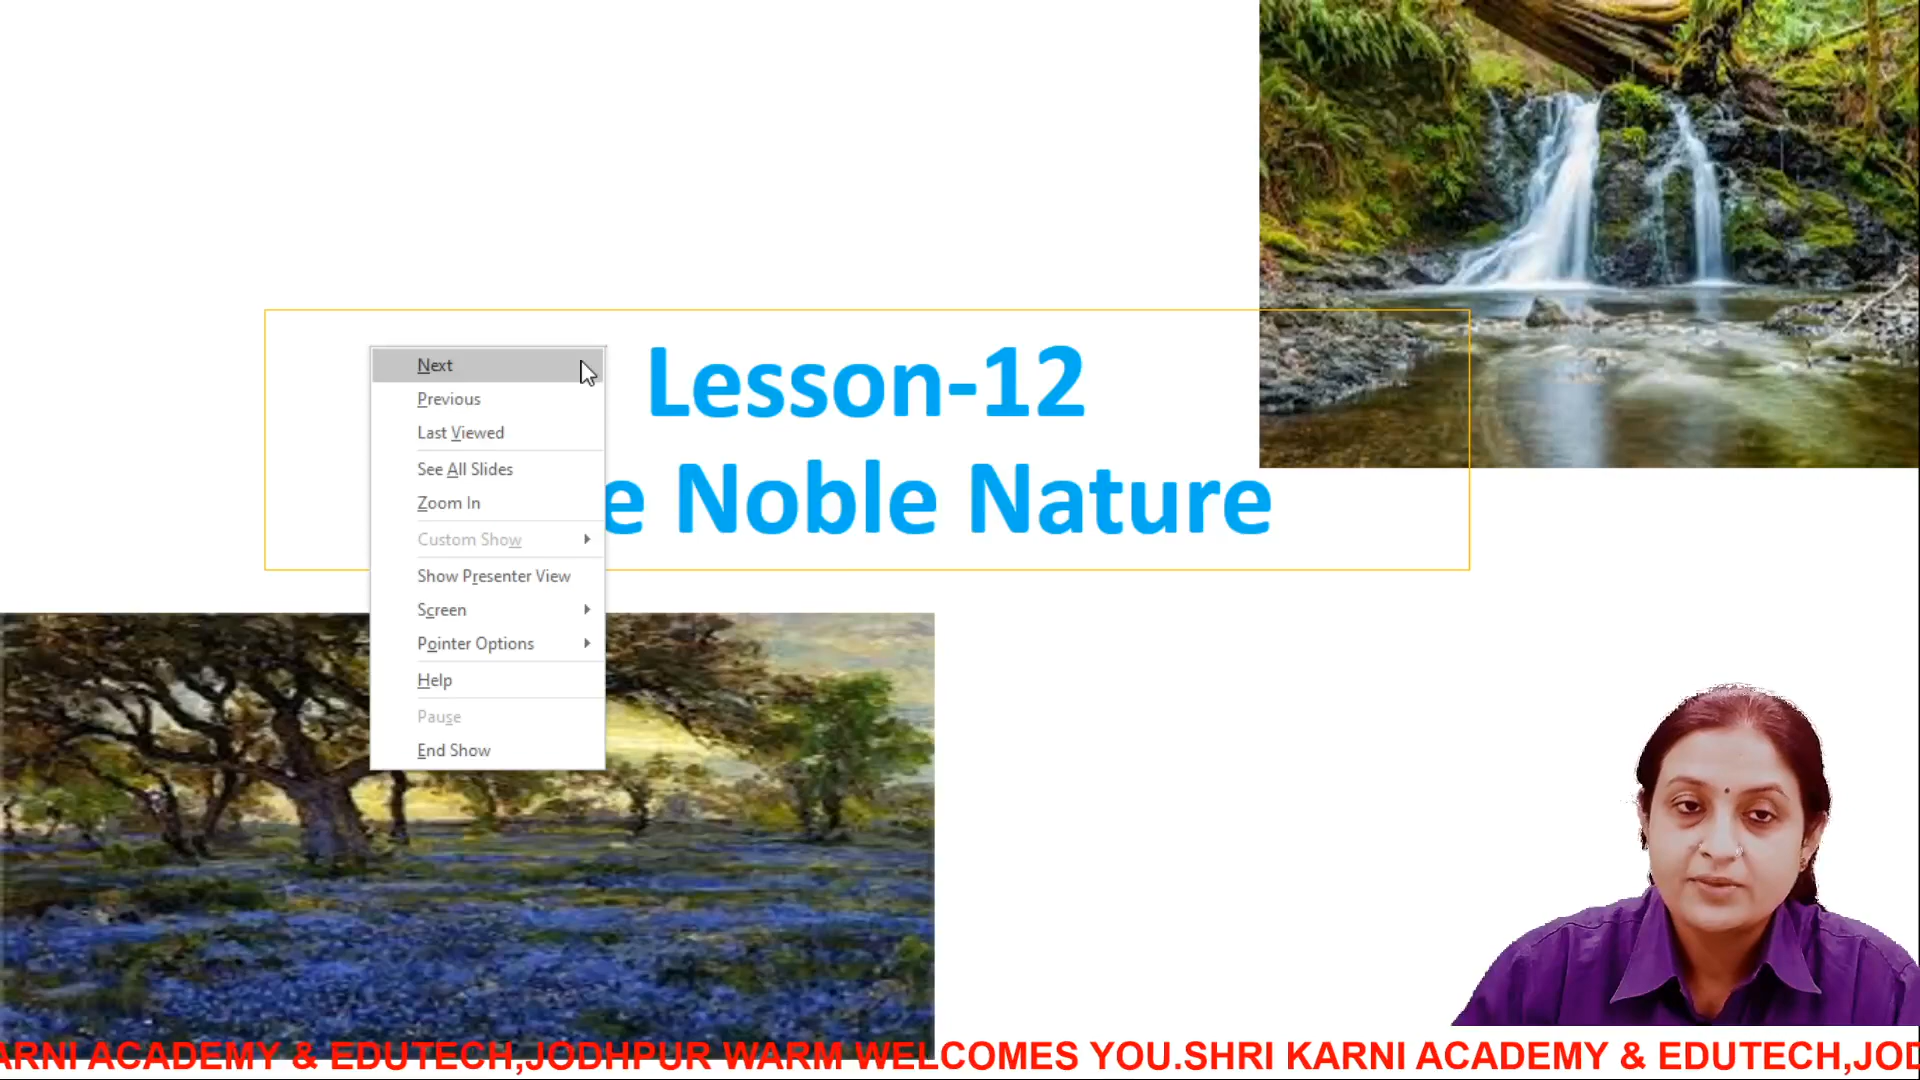 Lesson-12
e Noble Nature
Next
Previous
Last Viewed
See All Slides
Zoom In
Custom Show
Show Presenter View
Screen
Pointer Options
Help
Pause
End Show
ARNI ACADEMY & EDUTECH,JODHPUR WARM WELCOMES YOU.SHRI KARNI ACADEMY & EDUTECH,JOD